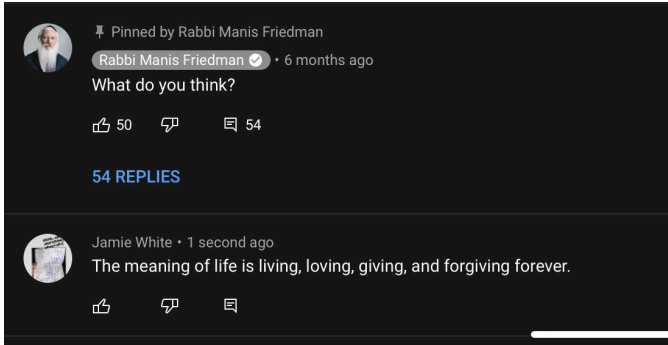 Pinned by Rabbi Manis Friedman
Rabbi Manis Friedman • 6 months ago
What do you think?
50 54
54 REPLIES
Jamie White • 1 second ago
The meaning of life is living, loving, giving, and forgiving forever.